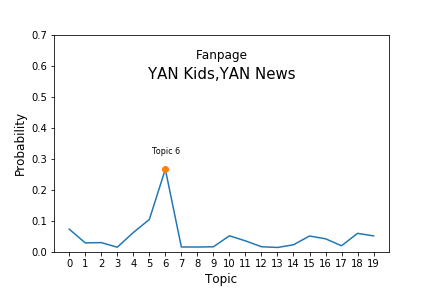 0.7
Fanpage
YAN Kids,YAN News
0.6
0.5
0.4
Topic 6
0.3
0.2
0.1
0.0
Probability
0 1 2 3 4 5 6 7 8 9 10 11 12 13 14 15 16 17 18 19
Topic